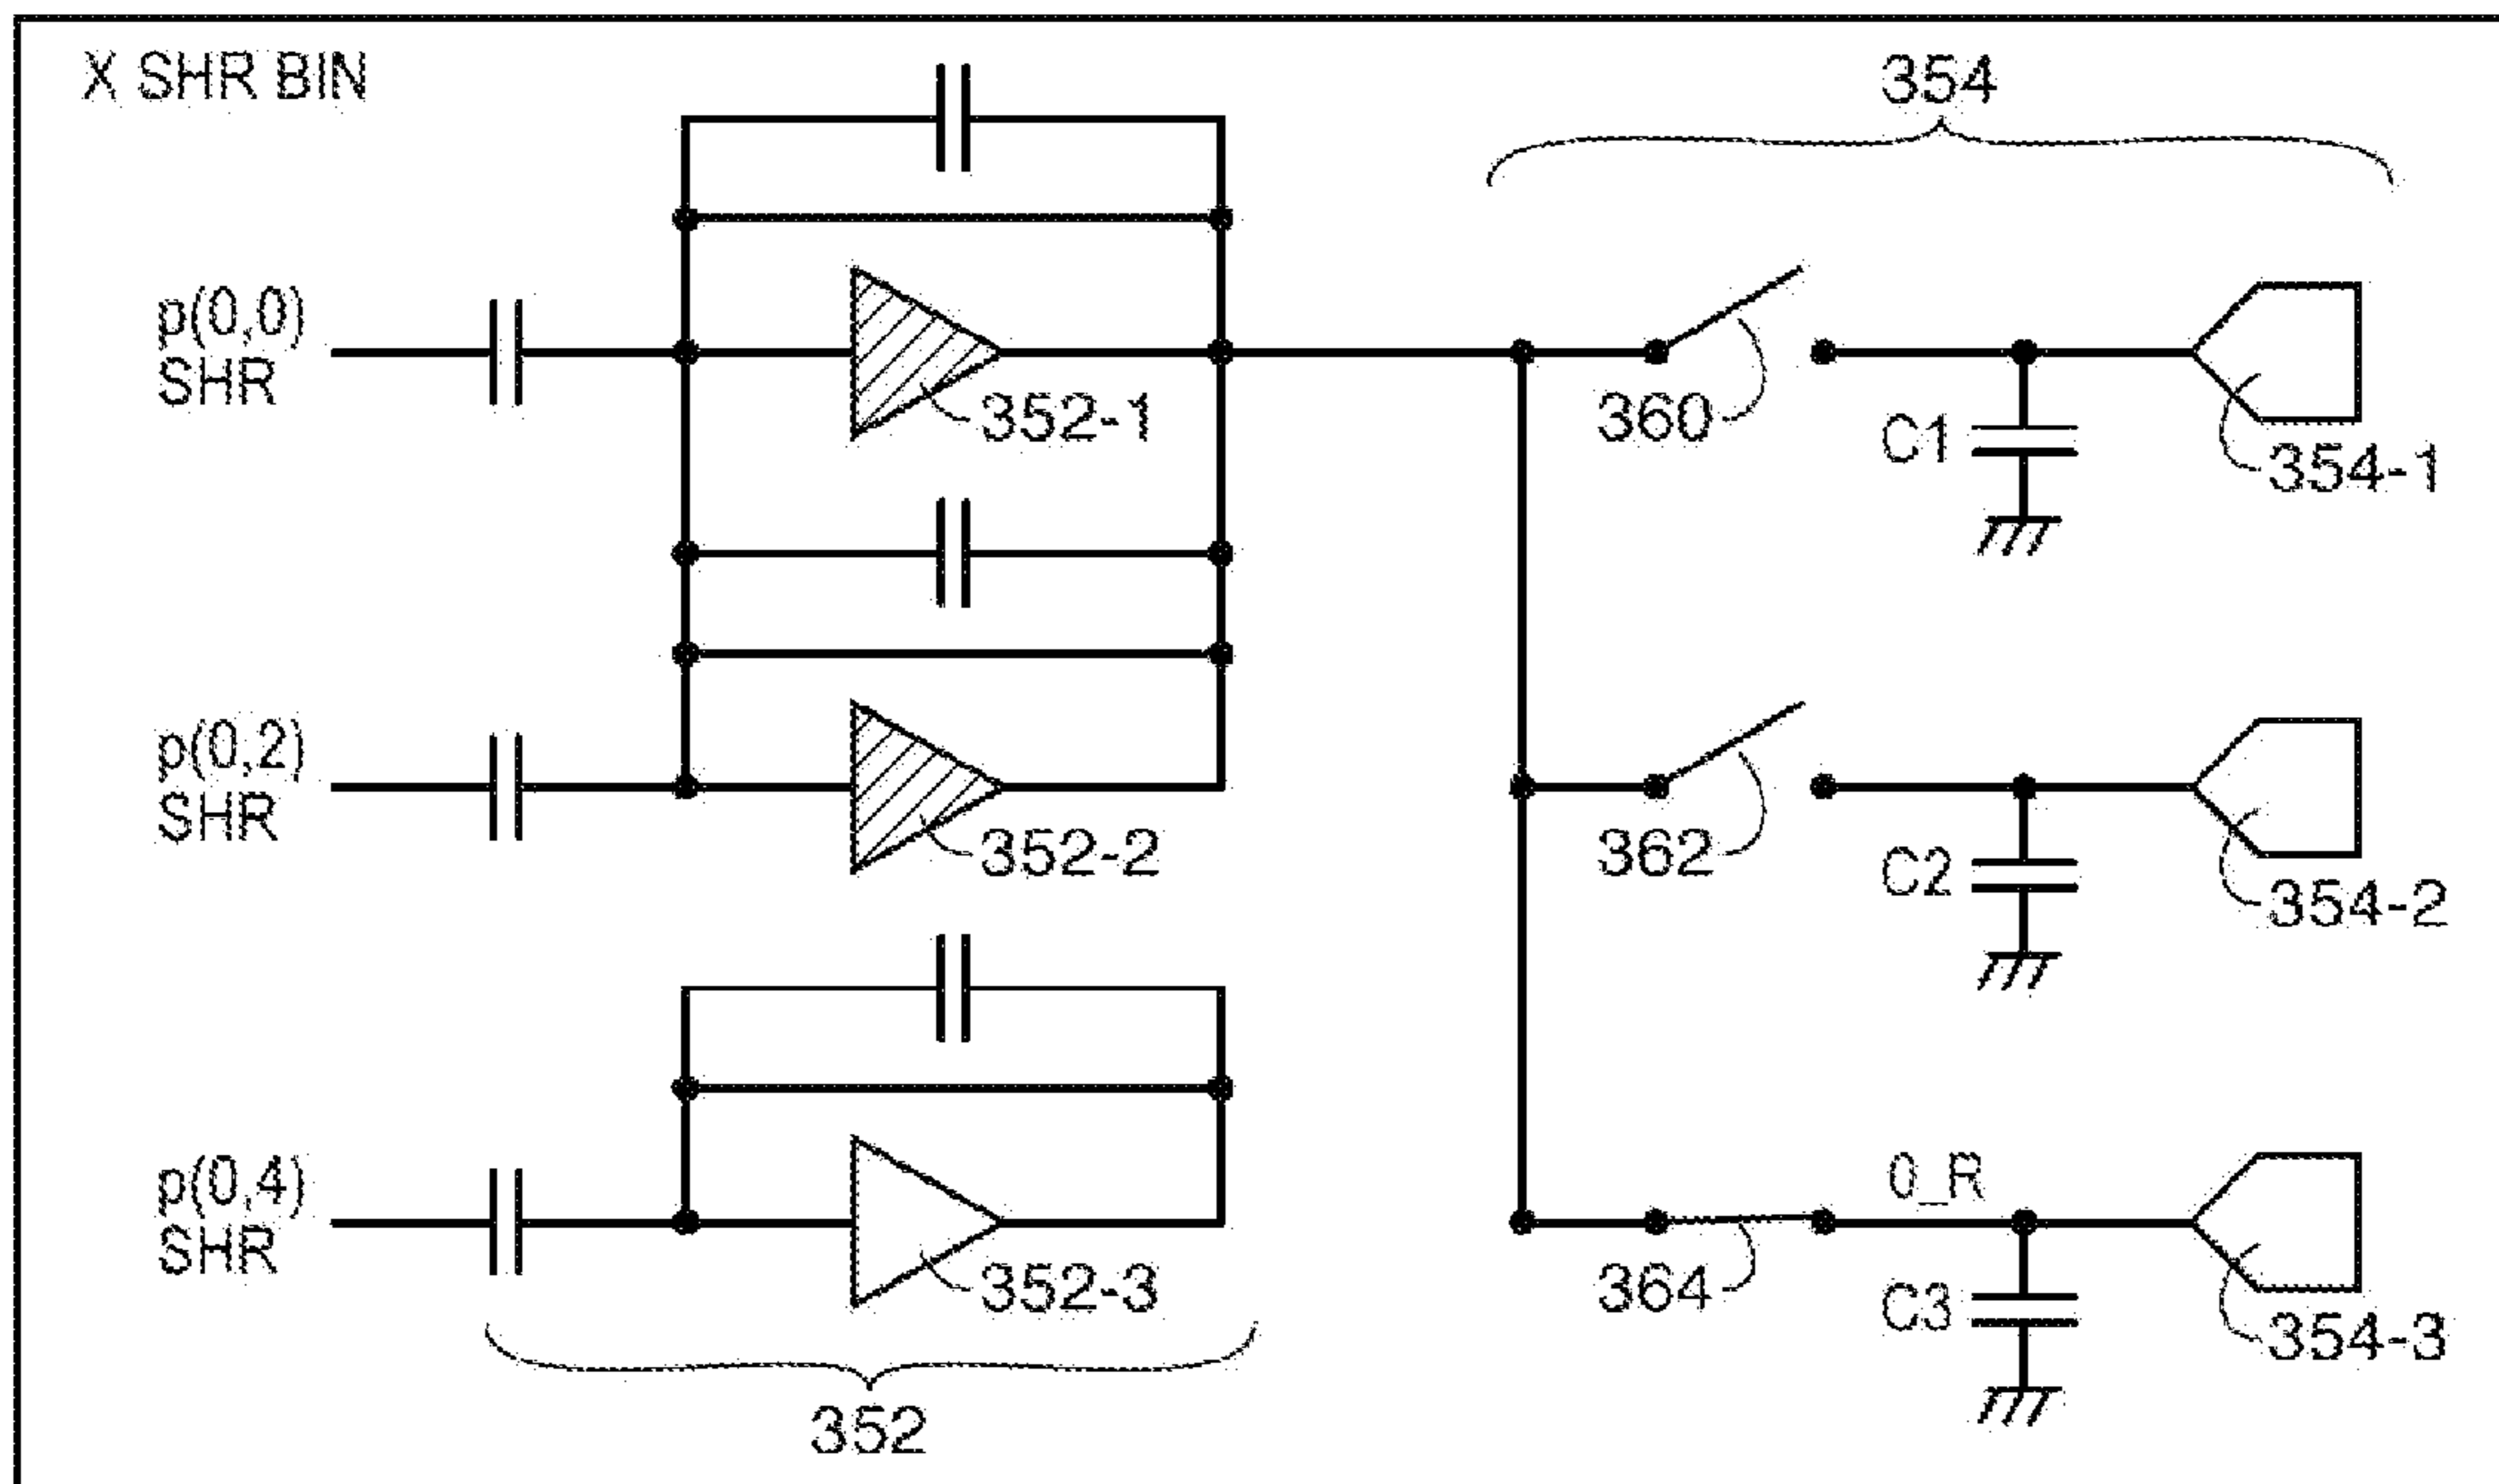 X SHR BIN
354
p(0,0)
SHR
352-1
360
C1
354-1
p(0,2)
SHR
352-2
362
C2
354-2
p(0,4)
SHR
352-3
364
0_R
C3
354-3
352